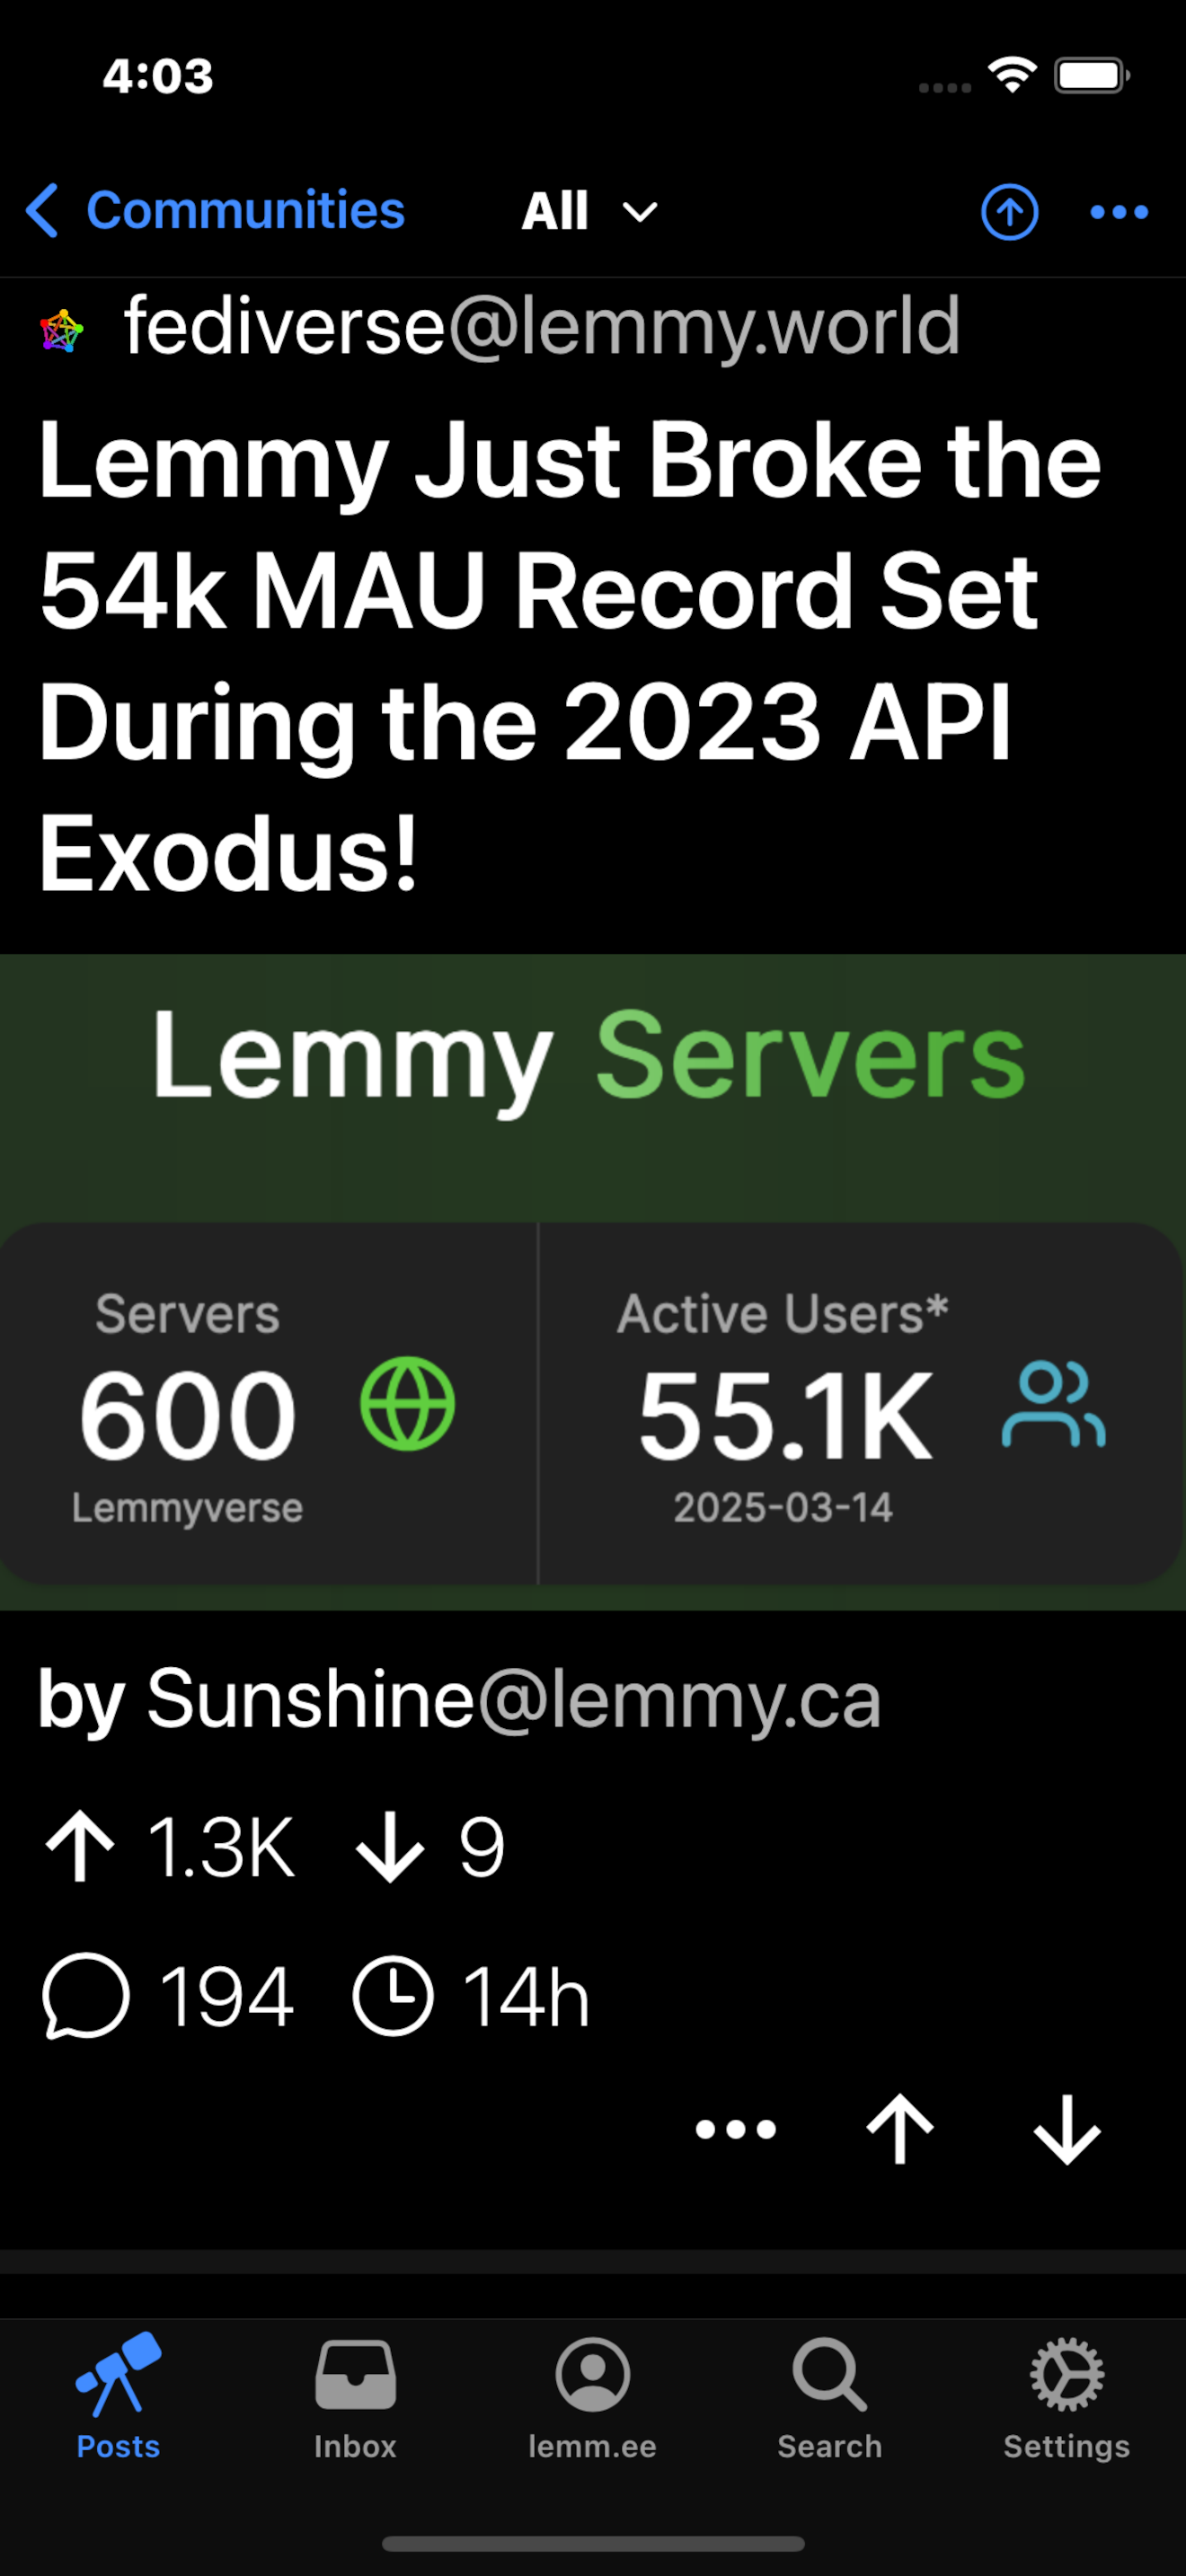 4:03
Communities
All
fediverse@lemmy.world
Lemmy Just Broke the
54k MAU Record Set
During the 2023 API
Exodus!
Lemmy Servers
Servers
600
Lemmyverse
Active Users*
55.1K
2025-03-14
by Sunshine@lemmy.ca
1.3K 9
194 14h
Posts Inbox lemm.ee Search Settings